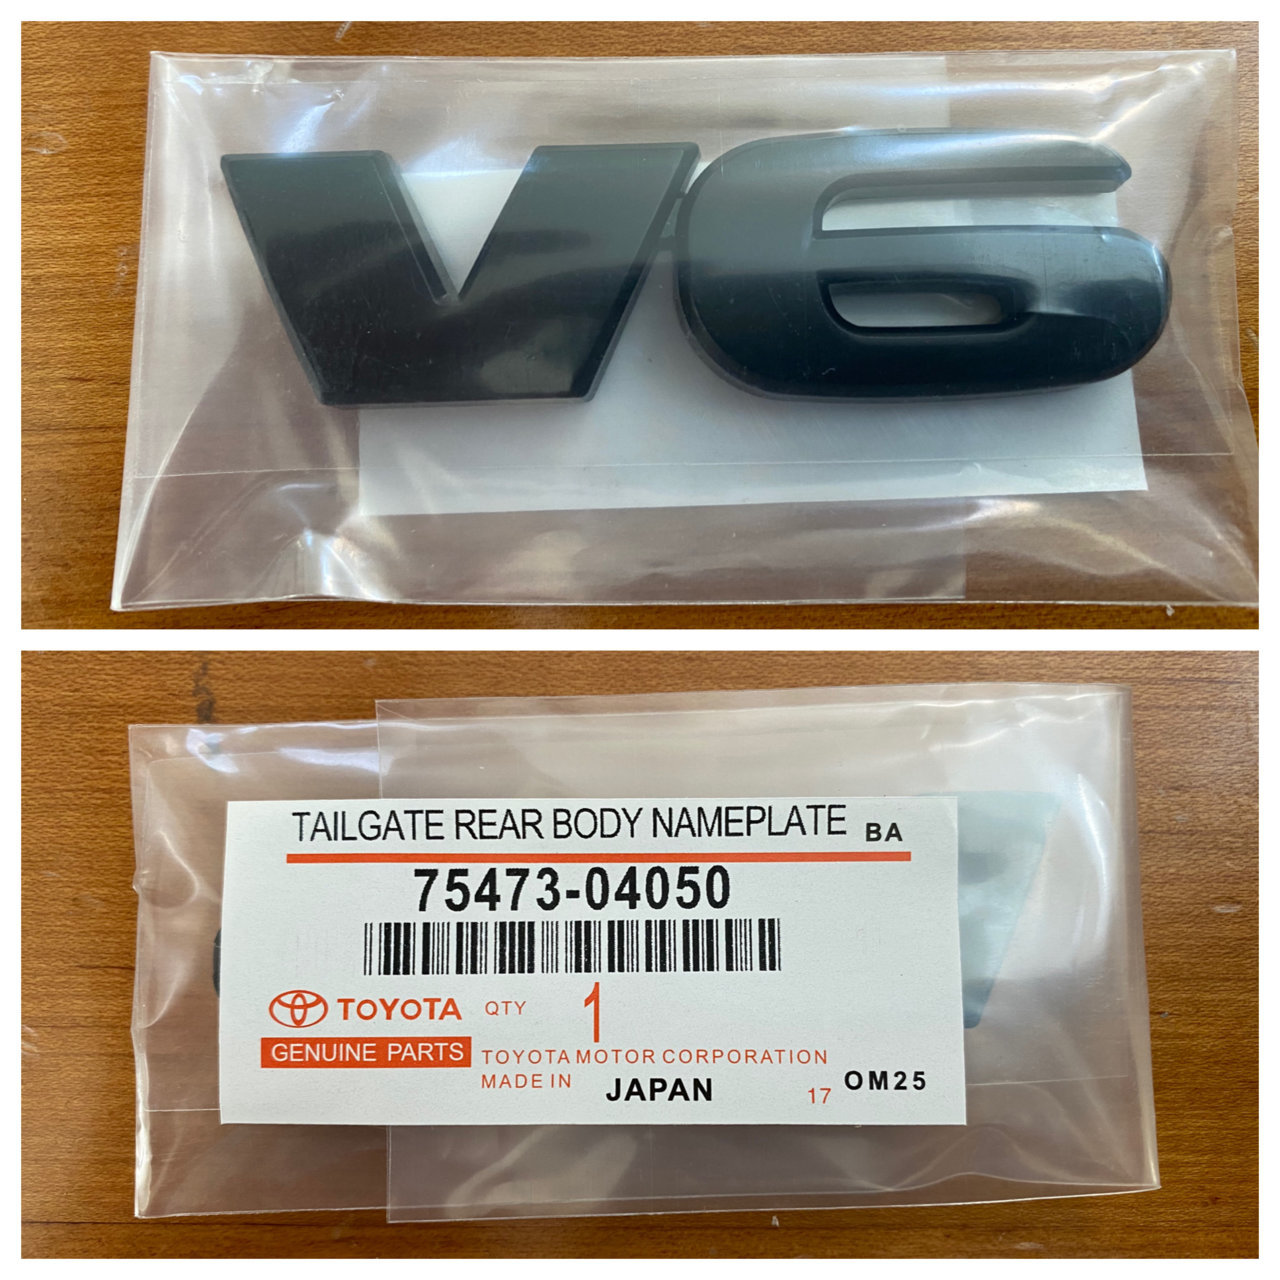 V6
TAILGATE REAR BODY NAMEPLATE BA
75473-04050
TOYOTA QTY 1
GENUINE PARTS TOYOTA MOTOR CORPORATION
MADE IN JAPAN 17 OM25